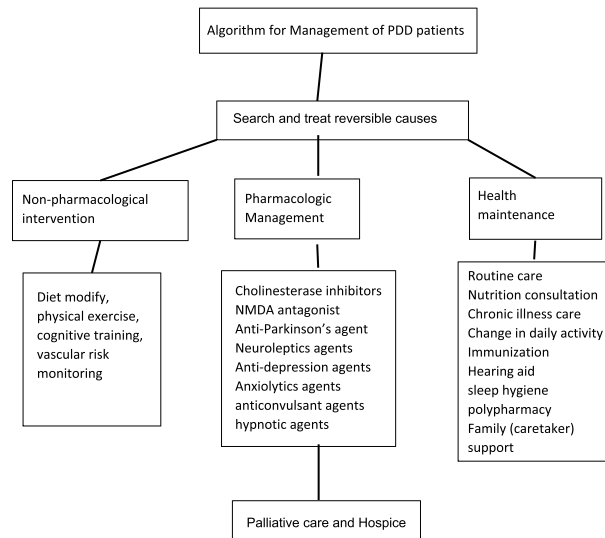 Algorithm for Management of PDD patients
Search and treat reversible causes
Non-pharmacological
intervention
Pharmacologic
Management
Health
maintenance
Diet modify,
physical exercise,
cognitive training,
vascular risk
monitoring
Cholinesterase inhibitors
NMDA antagonist
Anti-Parkinson's agent
Neuroleptics agents
Anti-depression agents
Anxiolytics agents
anticonvulsant agents
hypnotic agents
Routine care
Nutrition consultation
Chronic illness care
Change in daily activity
Immunization
Hearing aid
sleep hygiene
polypharmacy
Family (caretaker)
support
Palliative care and Hospice